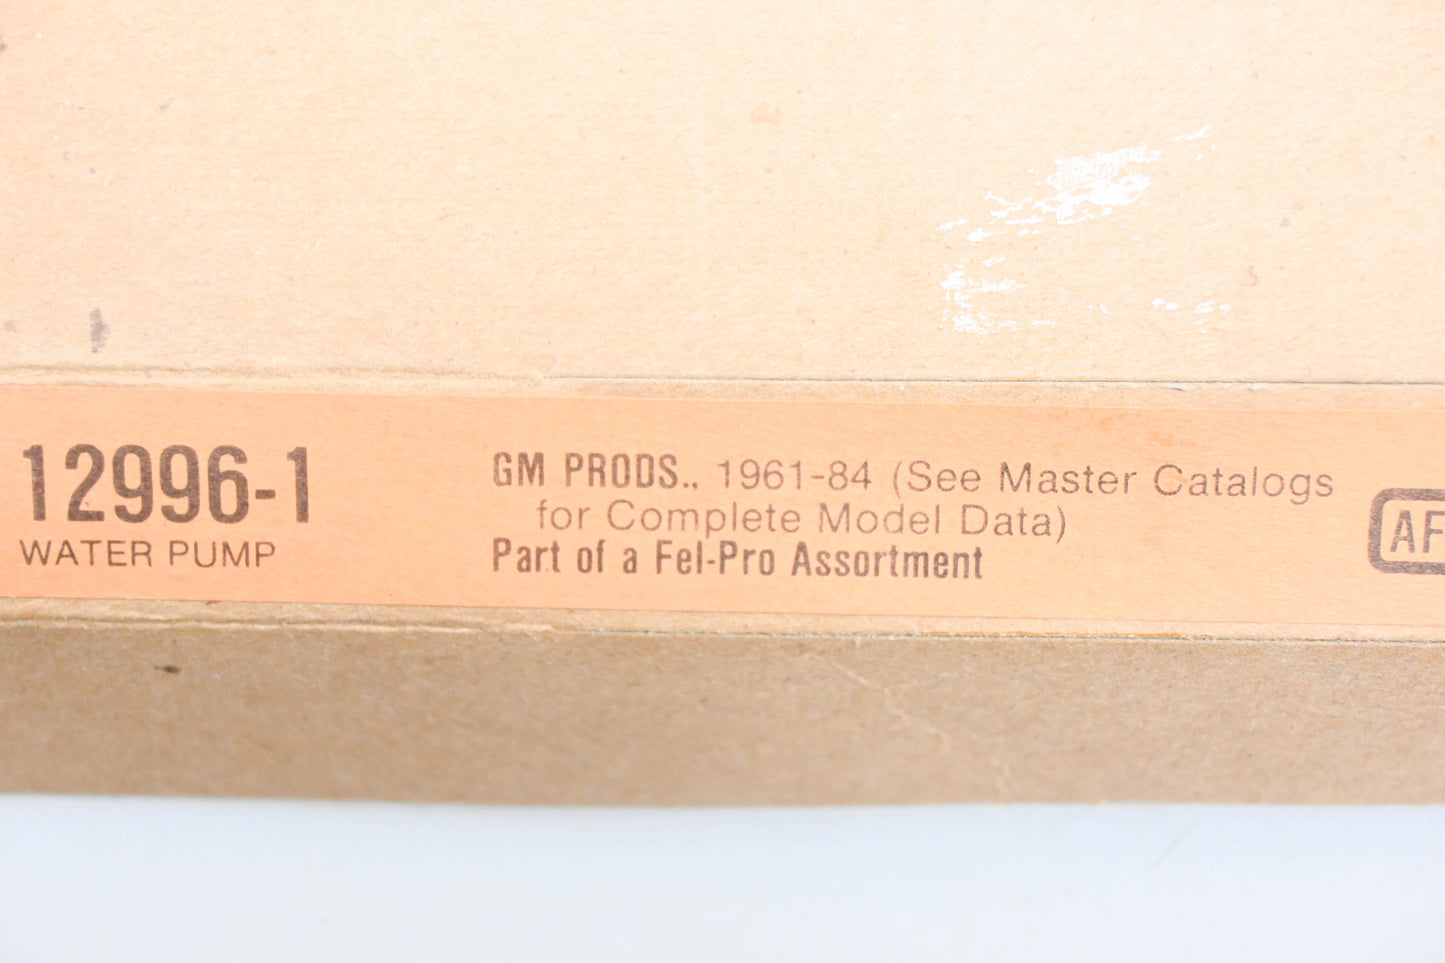 12996-1
WATER PUMP
GM PRODS., 1961-84 (See Master Catalogs
for Complete Model Data)
Part of a Fel-Pro Assortment
AF